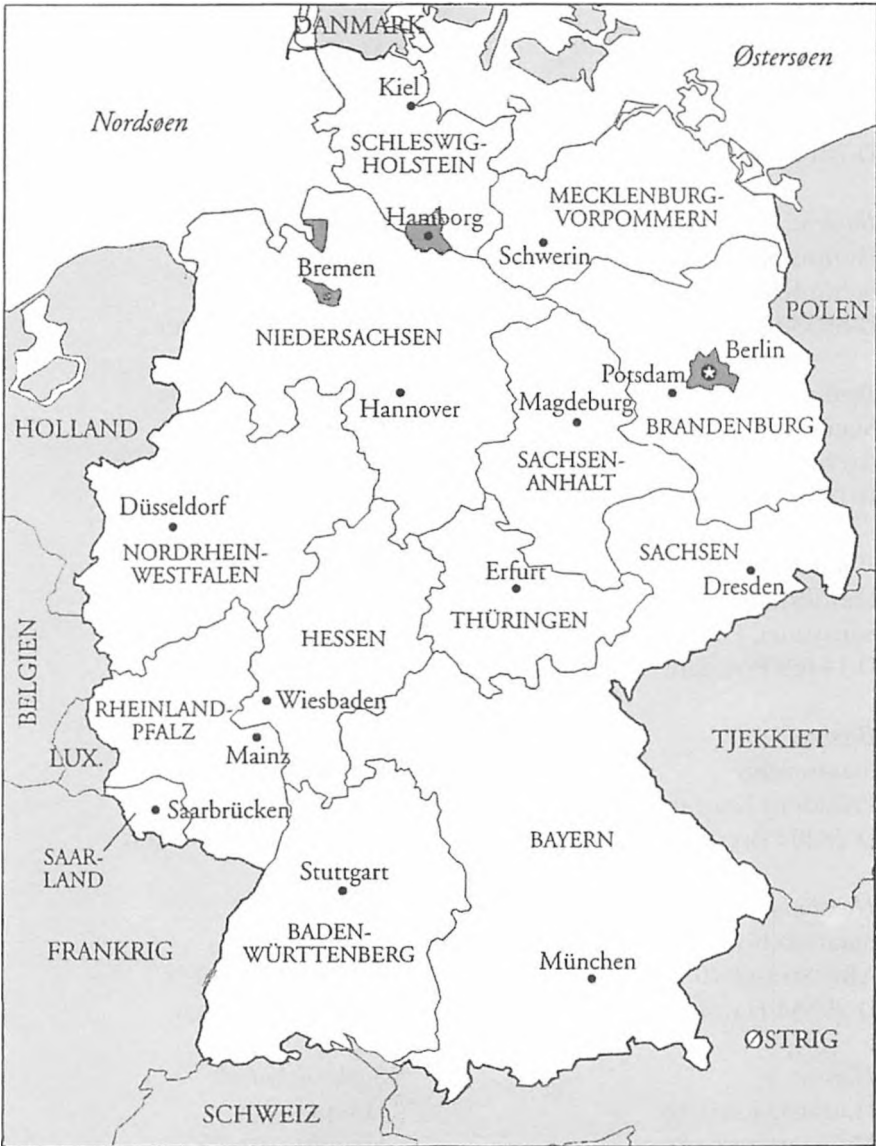 DANMARK
Østersøen
Kiel
Nordsøen
SCHLESWIG-
HOLSTEIN
MECKLENBURG-
VORPOMMERN
Hamborg
Schwerin
Bremen
POLEN
NIEDERSACHSEN
Berlin
Potsdam
Hannover
Magdeburg
HOLLAND
BRANDENBURG
SACHSEN-
ANHALT
Düsseldorf
NORDRHEIN-
WESTFALEN
SACHSEN
Erfurt
Dresden
THÜRINGEN
HESSEN
BELGIEN
Wiesbaden
RHEINLAND-
PFALZ
TJEKKIET
Mainz
LUX.
Saarbrücken
BAYERN
SAAR-
LAND
Stuttgart
BADEN-
WÜRTTENBERG
FRANKRIG
München
ØSTRIG
SCHWEIZ